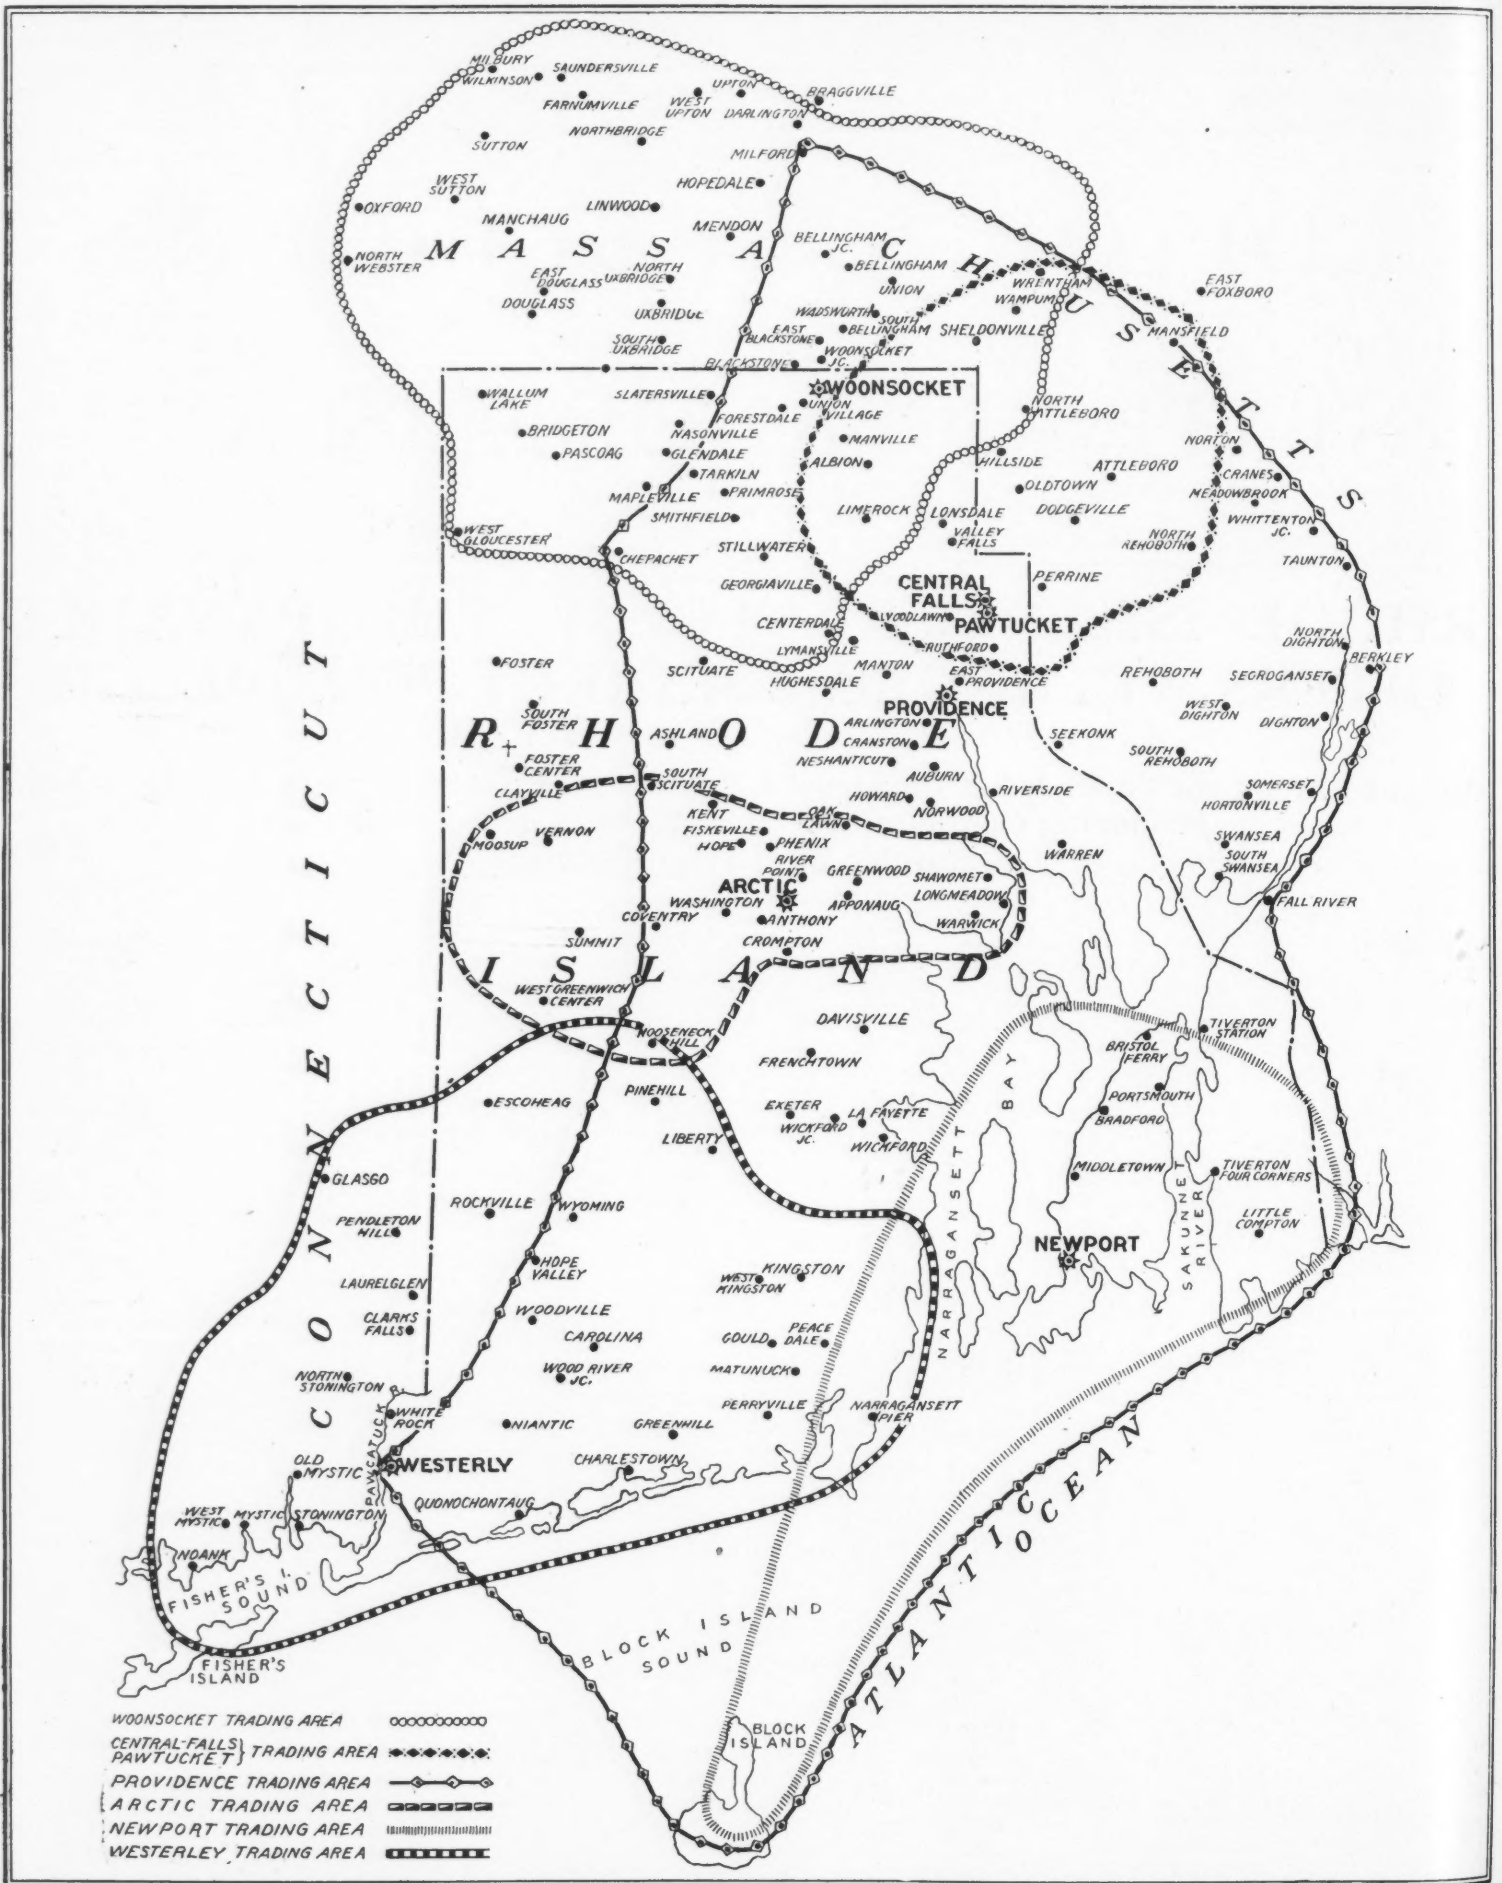 MILBURY
WILKINSON
SAUNDERSVILLE
FARNUMVILLE
UPTON
WEST
UPTON
DARLINGTON
BRAGGVILLE
SUTTON
NORTHBRIDGE
MILFORD
WEST
SUTTON
HOPEDALE
OXFORD
MANCHAUG
LINWOOD
MENDON
BELLINGHAM
JC.
MASSACHUSETTS
NORTH
WEBSTER
EAST
DOUGLASS
NORTH
UXBRIDGE
BELLINGHAM
UNION
WRENTHAM
WAMPUM
EAST
FOXBORO
DOUGLASS
UXBRIDGE
WADSWORTH
SOUTH
BELLINGHAM
SHELDONVILLE
MANSFIELD
SOUTH
UXBRIDGE
EAST
BLACKSTONE
WOONSOCKET
JC.
BLACKSTONE
WALLUM
LAKE
SLATERSVILLE
WOONSOCKET
UNION
VILLAGE
FORESTDALE
NORTH
ATTLEBORO
BRIDGETON
NASONVILLE
MANVILLE
NORTON
PASCOAG
GLENDALE
ALBION
HILLSIDE
ATTLEBORO
CRANES
TARKILN
MAPLEVILLE
PRIMROSE
OLDTOWN
MEADOWBROOK
SMITHFIELD
LIMEROCK
LONSDALE
DODGEVILLE
WHITTENTON
JC.
WEST
GLOUCESTER
VALLEY
FALLS
NORTH
REHOBOTH
CHEPACHET
STILLWATER
TAUNTON
GEORGIAVILLE
CENTRAL
FALLS
PERRINE
WOODLAWN
PAWTUCKET
CENTERDALE
LYMANSVILLE
RUTHFORD
NORTH
DIGHTON
BERKLEY
FOSTER
SCITUATE
MANTON
EAST
PROVIDENCE
REHOBOTH
SEGROGANSET
HUGHESDALE
PROVIDENCE
SOUTH
FOSTER
ARLINGTON
WEST
DIGHTON
DIGHTON
RHODE
ASHLAND
CRANSTON
SEEKONK
FOSTER
CENTER
NESHANTICUT
AUBURN
SOUTH
REHOBOTH
CLAYVILLE
SOUTH
SCITUATE
HOWARD
NORWOOD
RIVERSIDE
SOMERSET
HORTONVILLE
KENT
OAK
LAWN
MOOSUP
VERNON
FISKEVILLE
HOPE
PHENIX
WARREN
SWANSEA
SOUTH
SWANSEA
RIVER
POINT
GREENWOOD
SHAWOMET
ARCTIC
LONGMEADOW
FALL RIVER
WASHINGTON
APPONAUG
WARWICK
COVENTRY
ANTHONY
SUMMIT
CROMPTON
ISLAND
WEST GREENWICH
CENTER
NOOSENECK
HILL
DAVISVILLE
TIVERTON
STATION
BRISTOL
FERRY
FRENCHTOWN
ESCOHEAG
PINEHILL
EXETER
WICKFORD
JC.
LA FAYETTE
WICKFORD
PORTSMOUTH
BRADFORD
LIBERTY
GLASGO
MIDDLETOWN
TIVERTON
FOUR CORNERS
ROCKVILLE
WYOMING
PENDLETON
HILL
LITTLE
COMPTON
NEWPORT
HOPE
VALLEY
WEST
KINGSTON
KINGSTON
LAURELGLEN
CLARKS
FALLS
WOODVILLE
CAROLINA
GOULD
PEACE
DALE
NORTH
STONINGTON
WOOD RIVER
JC.
MATUNUCK
WHITE
ROCK
NIANTIC
GREENHILL
PERRYVILLE
NARRAGANSETT
PIER
OLD
MYSTIC
WESTERLY
CHARLESTOWN
WEST
MYSTIC
MYSTIC
STONINGTON
QUONOCHONTAUG
NOANK
CONNECTICUT
PAWCATUCK R.
NARRAGANSETT BAY
SAKUNNET
RIVER
ATLANTIC
OCEAN
FISHER'S I.
SOUND
BLOCK ISLAND
SOUND
FISHER'S
ISLAND
BLOCK
ISLAND
WOONSOCKET TRADING AREA
CENTRAL-FALLS
PAWTUCKET } TRADING AREA
PROVIDENCE TRADING AREA
ARCTIC TRADING AREA
NEWPORT TRADING AREA
WESTERLEY TRADING AREA